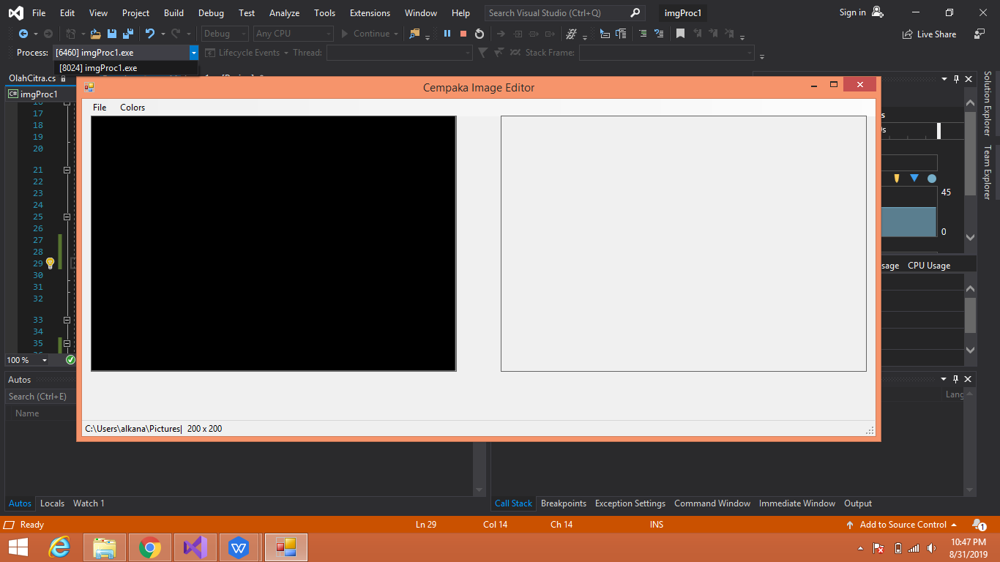 File Edit View Project Build Debug Test Analyze Tools Extensions Window Help Search Visual Studio (Ctrl+Q) imgProc1 Sign in
Debug Any CPU Continue Live Share
Process: [6460] imgProc1.exe Lifecycle Events Thread: Stack Frame:
[8024] imgProc1.exe
OlahCitra.cs
Cempaka Image Editor
C# imgProc1
File Colors
17
18
19
20
21
22
23
24
25
26
27
28
29
30
31
32
33
34
35
45
0
CPU Usage
100 %
Autos
Search (Ctrl+E)
Name
Lang
C:\Users\alkana\Pictures| 200 x 200
Autos Locals Watch 1 Call Stack Breakpoints Exception Settings Command Window Immediate Window Output
Ready Ln 29 Col 14 Ch 14 INS Add to Source Control 1
10:47 PM
8/31/2019
Solution Explorer
Team Explorer